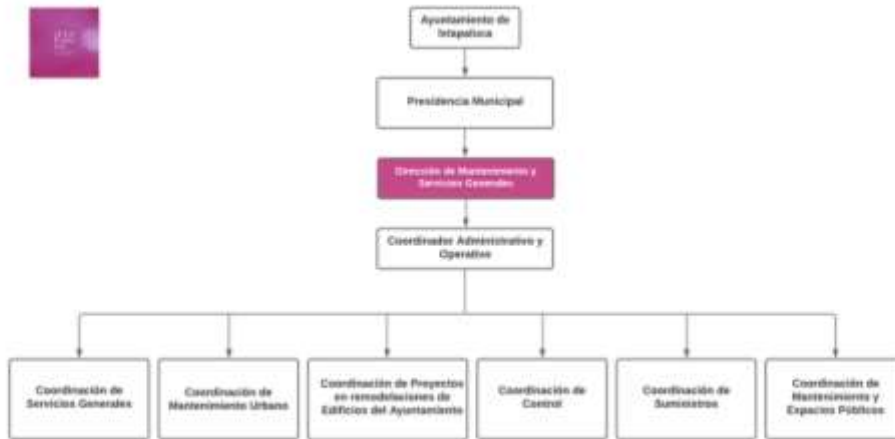 Ayuntamiento de
Ixtapaluca
Presidencia Municipal
Dirección de Mantenimiento y
Servicios Generales
Coordinador Administrativo y
Operativo
Coordinación de
Servicios Generales
Coordinación de
Mantenimiento Urbano
Coordinación de Proyectos
en remodelaciones de
Edificios del Ayuntamiento
Coordinación de
Control
Coordinación de
Suministros
Coordinación de
Mantenimiento y
Espacios Públicos